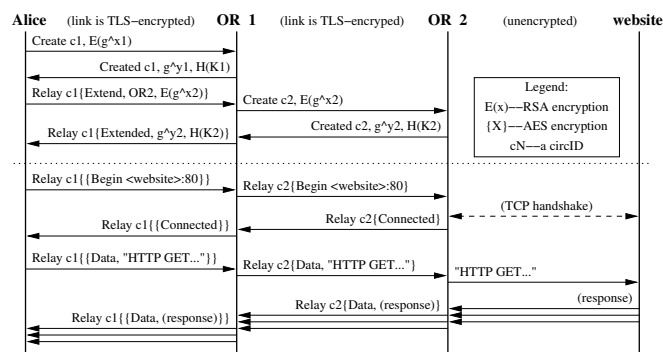 Alice (link is TLS-encrypted) OR 1 (link is TLS-encrypted) OR 2 (unencrypted) website
Create c1, E(g^x1)
Created c1, g^y1, H(K1)
Relay c1{Extend, OR2, E(g^x2)}
Create c2, E(g^x2)
Created c2, g^y2, H(K2)
Relay c1{Extended, g^y2, H(K2)}
Legend:
E(x)--RSA encryption
{X}--AES encryption
cN--a circID
Relay c1{{Begin <website>:80}}
Relay c2{Begin <website>:80}
(TCP handshake)
Relay c2{Connected}
Relay c1{{Connected}}
Relay c1{{Data, "HTTP GET..."}}
Relay c2{Data, "HTTP GET..."}
"HTTP GET..."
(response)
Relay c2{Data, (response)}
Relay c1{{Data, (response)}}